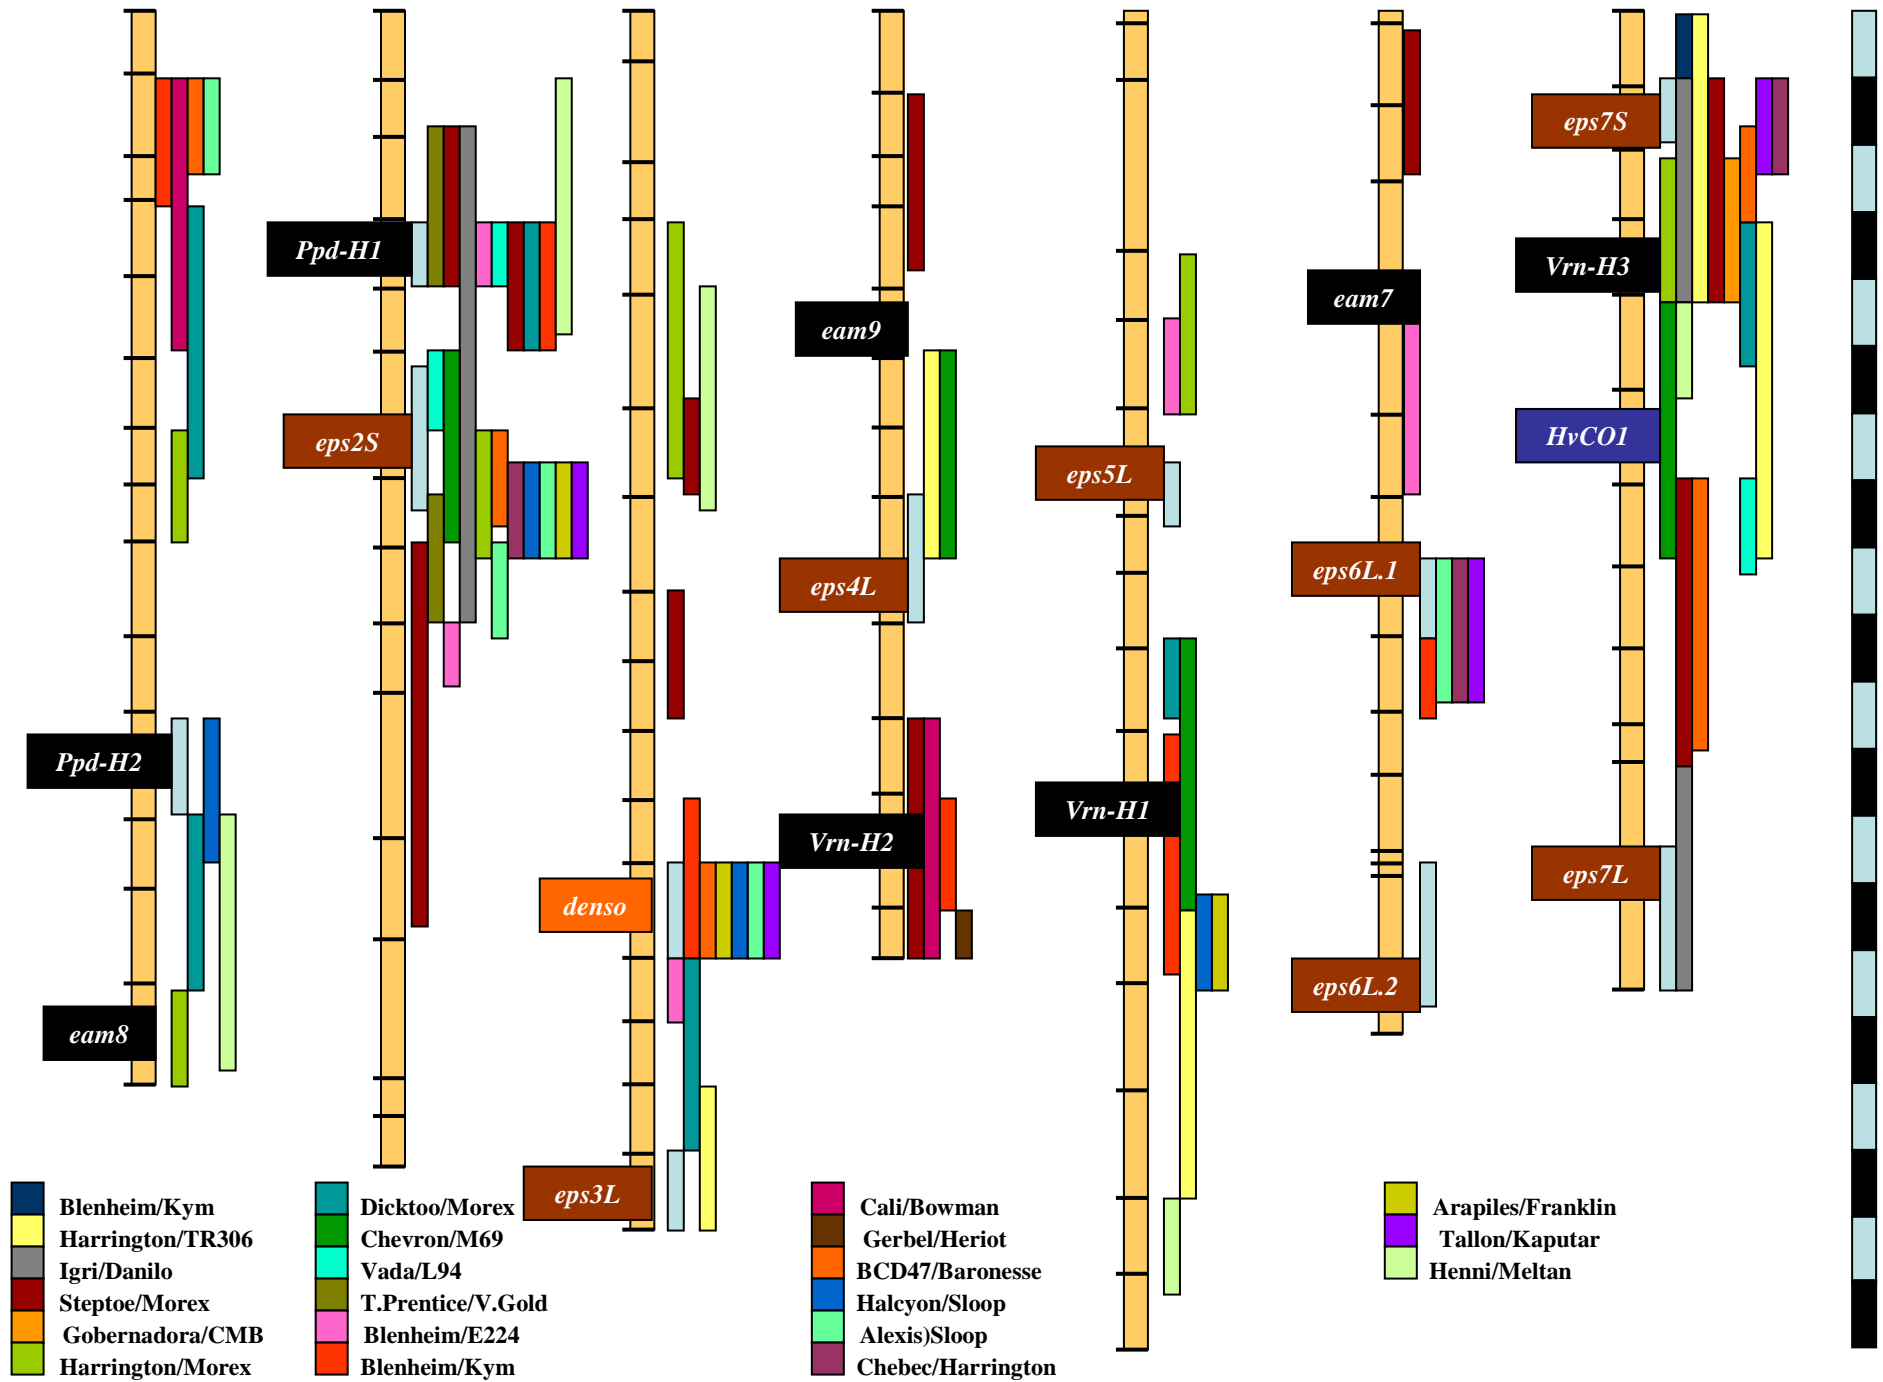 eps7S
Ppd-H1
Vrn-H3
eam7
eam9
eps2S
HvCO1
eps5L
eps6L.1
eps4L
Ppd-H2
Vrn-H1
Vrn-H2
eps7L
denso
eps6L.2
eam8
eps3L
Blenheim/Kym
Harrington/TR306
Igri/Danilo
Steptoe/Morex
Gobernadora/CMB
Harrington/Morex
Dicktoo/Morex
Chevron/M69
Vada/L94
T.Prentice/V.Gold
Blenheim/E224
Blenheim/Kym
Cali/Bowman
Gerbel/Heriot
BCD47/Baronesse
Halcyon/Sloop
Alexis)Sloop
Chebec/Harrington
Arapiles/Franklin
Tallon/Kaputar
Henni/Meltan